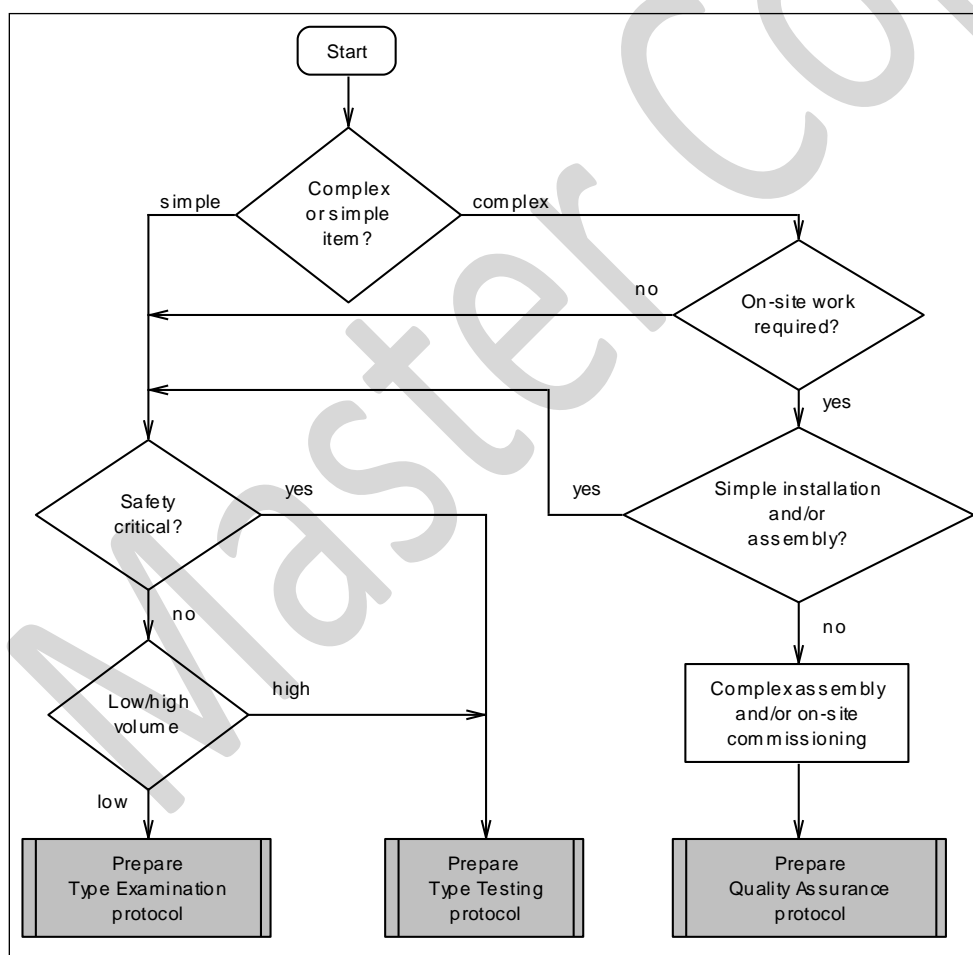 Start
Complex
or simple
item?
simple
complex
On-site work
required?
no
yes
Simple installation
and/or
assembly?
yes
no
Safety
critical?
yes
no
Low/high
volume
high
low
Complex assembly
and/or on-site
commissioning
Prepare
Type Examination
protocol
Prepare
Type Testing
protocol
Prepare
Quality Assurance
protocol
Master Co